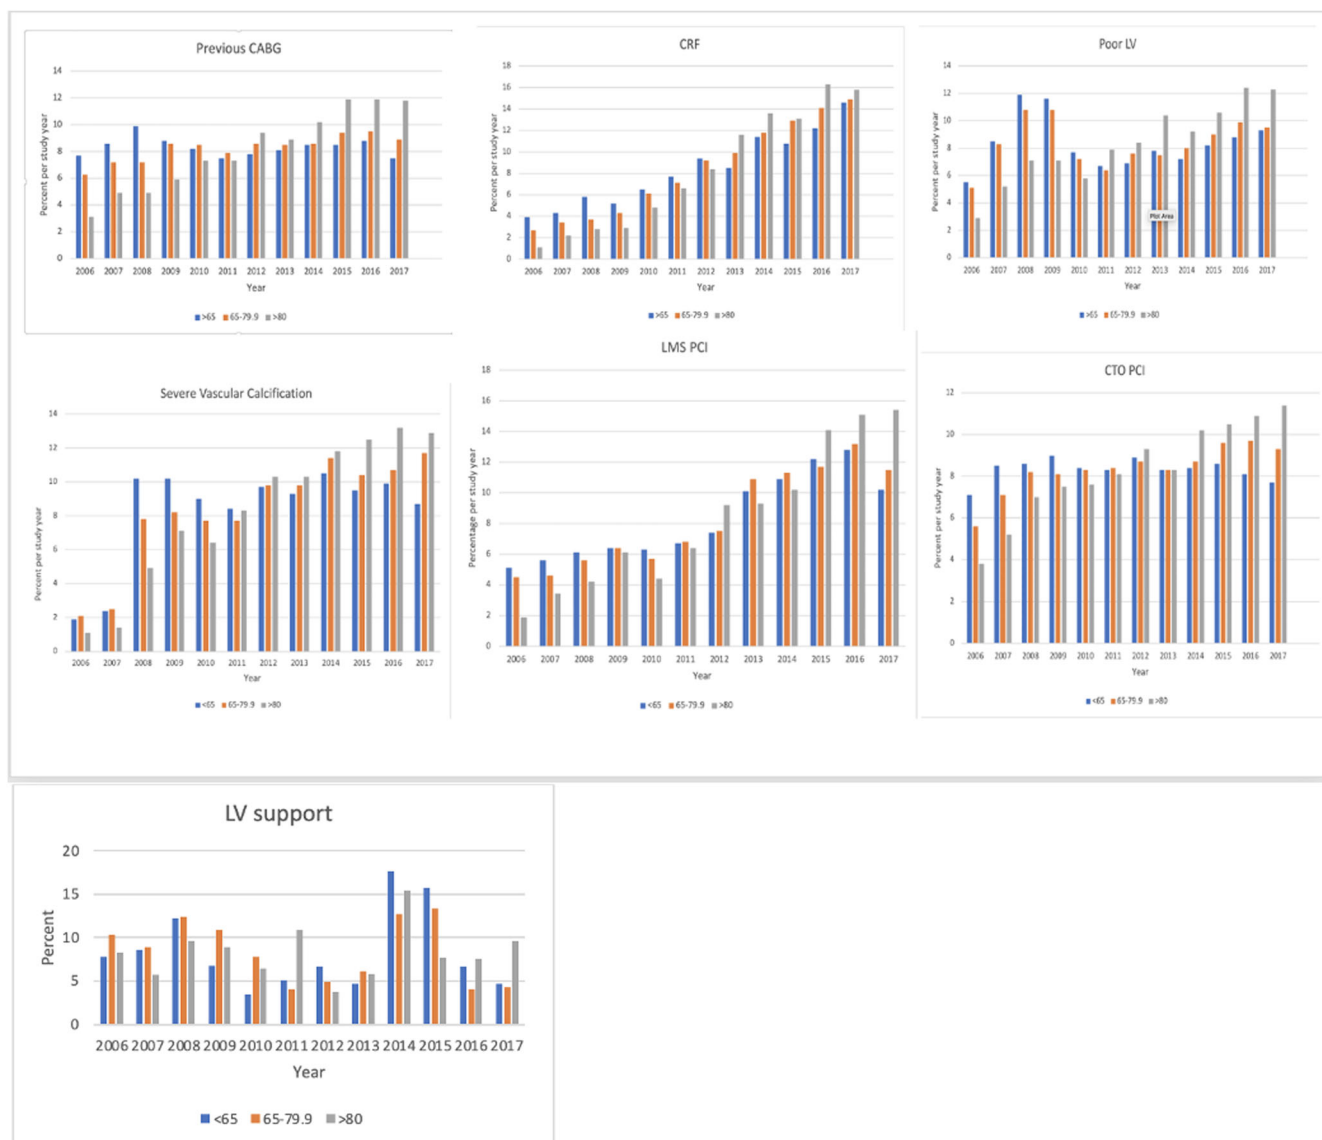 Previous CABG
14
12
10
8
6
4
2
0
Percent per study year
2006 2007 2008 2009 2010 2011 2012 2013 2014 2015 2016 2017
Year
>65 65-79.9 >80
CRF
18
16
14
12
10
8
6
4
2
0
Percent per study year
2006 2007 2008 2009 2010 2011 2012 2013 2014 2015 2016 2017
Year
>65 65-79.9 >80
Poor LV
14
12
10
8
6
4
2
0
Percent per study year
Plot Area
2006 2007 2008 2009 2010 2011 2012 2013 2014 2015 2016 2017
Year
>65 65-79.9 >80
Severe Vascular Calcification
14
12
10
8
6
4
2
0
Percent per study year
2006 2007 2008 2009 2010 2011 2012 2013 2014 2015 2016 2017
Year
<65 65-79.9 >80
LMS PCI
18
16
14
12
10
8
6
4
2
0
Percentage per study year
2006 2007 2008 2009 2010 2011 2012 2013 2014 2015 2016 2017
Year
<65 65-79.9 >80
CTO PCI
12
10
8
6
4
2
0
Percent per study year
2006 2007 2008 2009 2010 2011 2012 2013 2014 2015 2016 2017
Year
<65 65-79.9 >80
LV support
20
15
10
5
0
Percent
2006 2007 2008 2009 2010 2011 2012 2013 2014 2015 2016 2017
Year
<65 65-79.9 >80